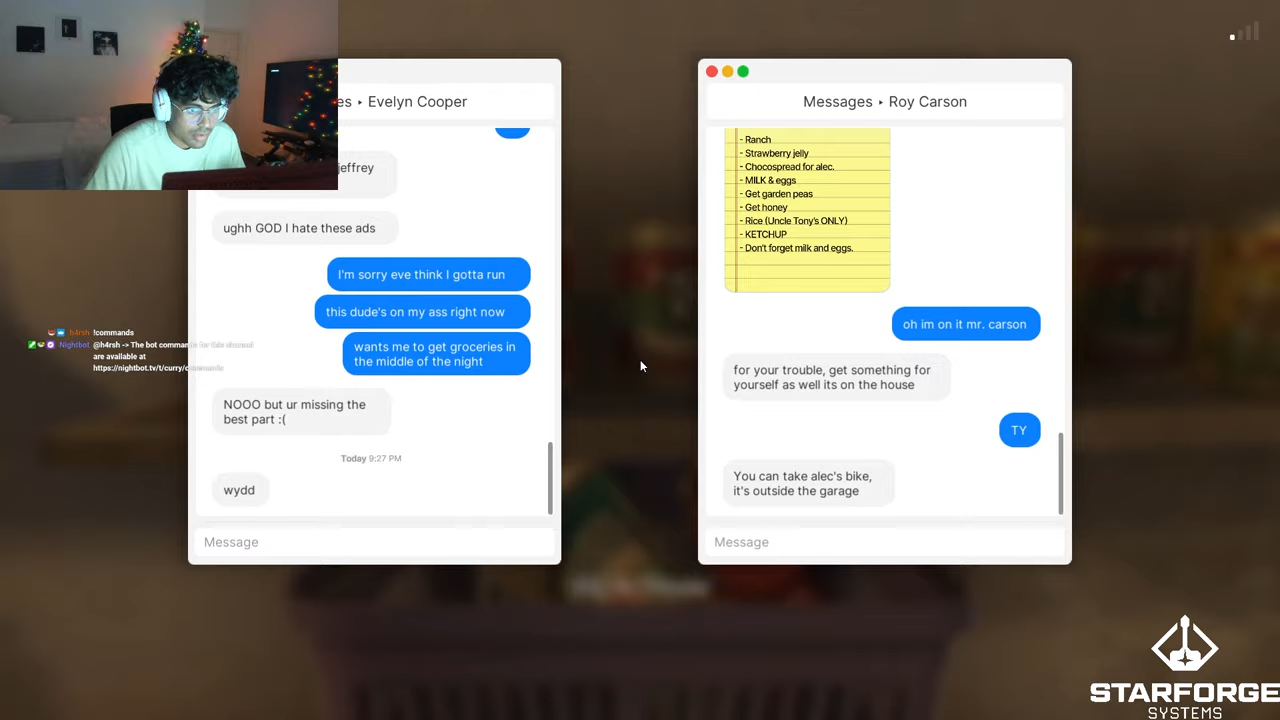 es ▸ Evelyn Cooper
jeffrey
ughh GOD I hate these ads
I'm sorry eve think I gotta run
this dude's on my ass right now
wants me to get groceries in
the middle of the night
NOOO but ur missing the
best part :(
Today 9:27 PM
wydd
Message
Messages ▸ Roy Carson
- Ranch
- Strawberry jelly
- Chocospread for alec.
- MILK & eggs
- Get garden peas
- Get honey
- Rice (Uncle Tony's ONLY)
- KETCHUP
- Don't forget milk and eggs.
oh im on it mr. carson
for your trouble, get something for
yourself as well its on the house
TY
You can take alec's bike,
it's outside the garage
Message
h4rsh !commands
Nightbot @h4rsh -> The bot commands for this channel
are available at
https://nightbot.tv/t/curry/commands
STARFORGE
SYSTEMS